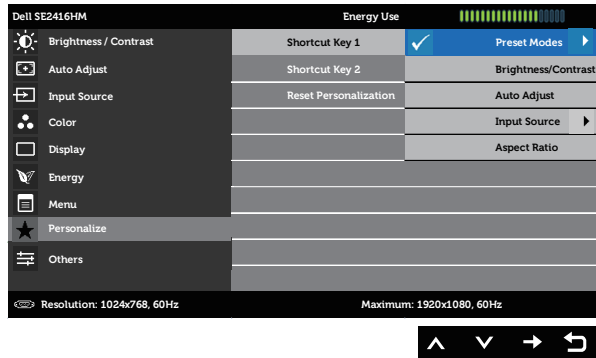 Dell SE2416HM Energy Use
Brightness / Contrast Shortcut Key 1 Preset Modes
Auto Adjust Shortcut Key 2 Brightness/Contrast
Input Source Reset Personalization Auto Adjust
Color Input Source
Display Aspect Ratio
Energy
Menu
Personalize
Others
Resolution: 1024x768, 60Hz Maximum: 1920x1080, 60Hz